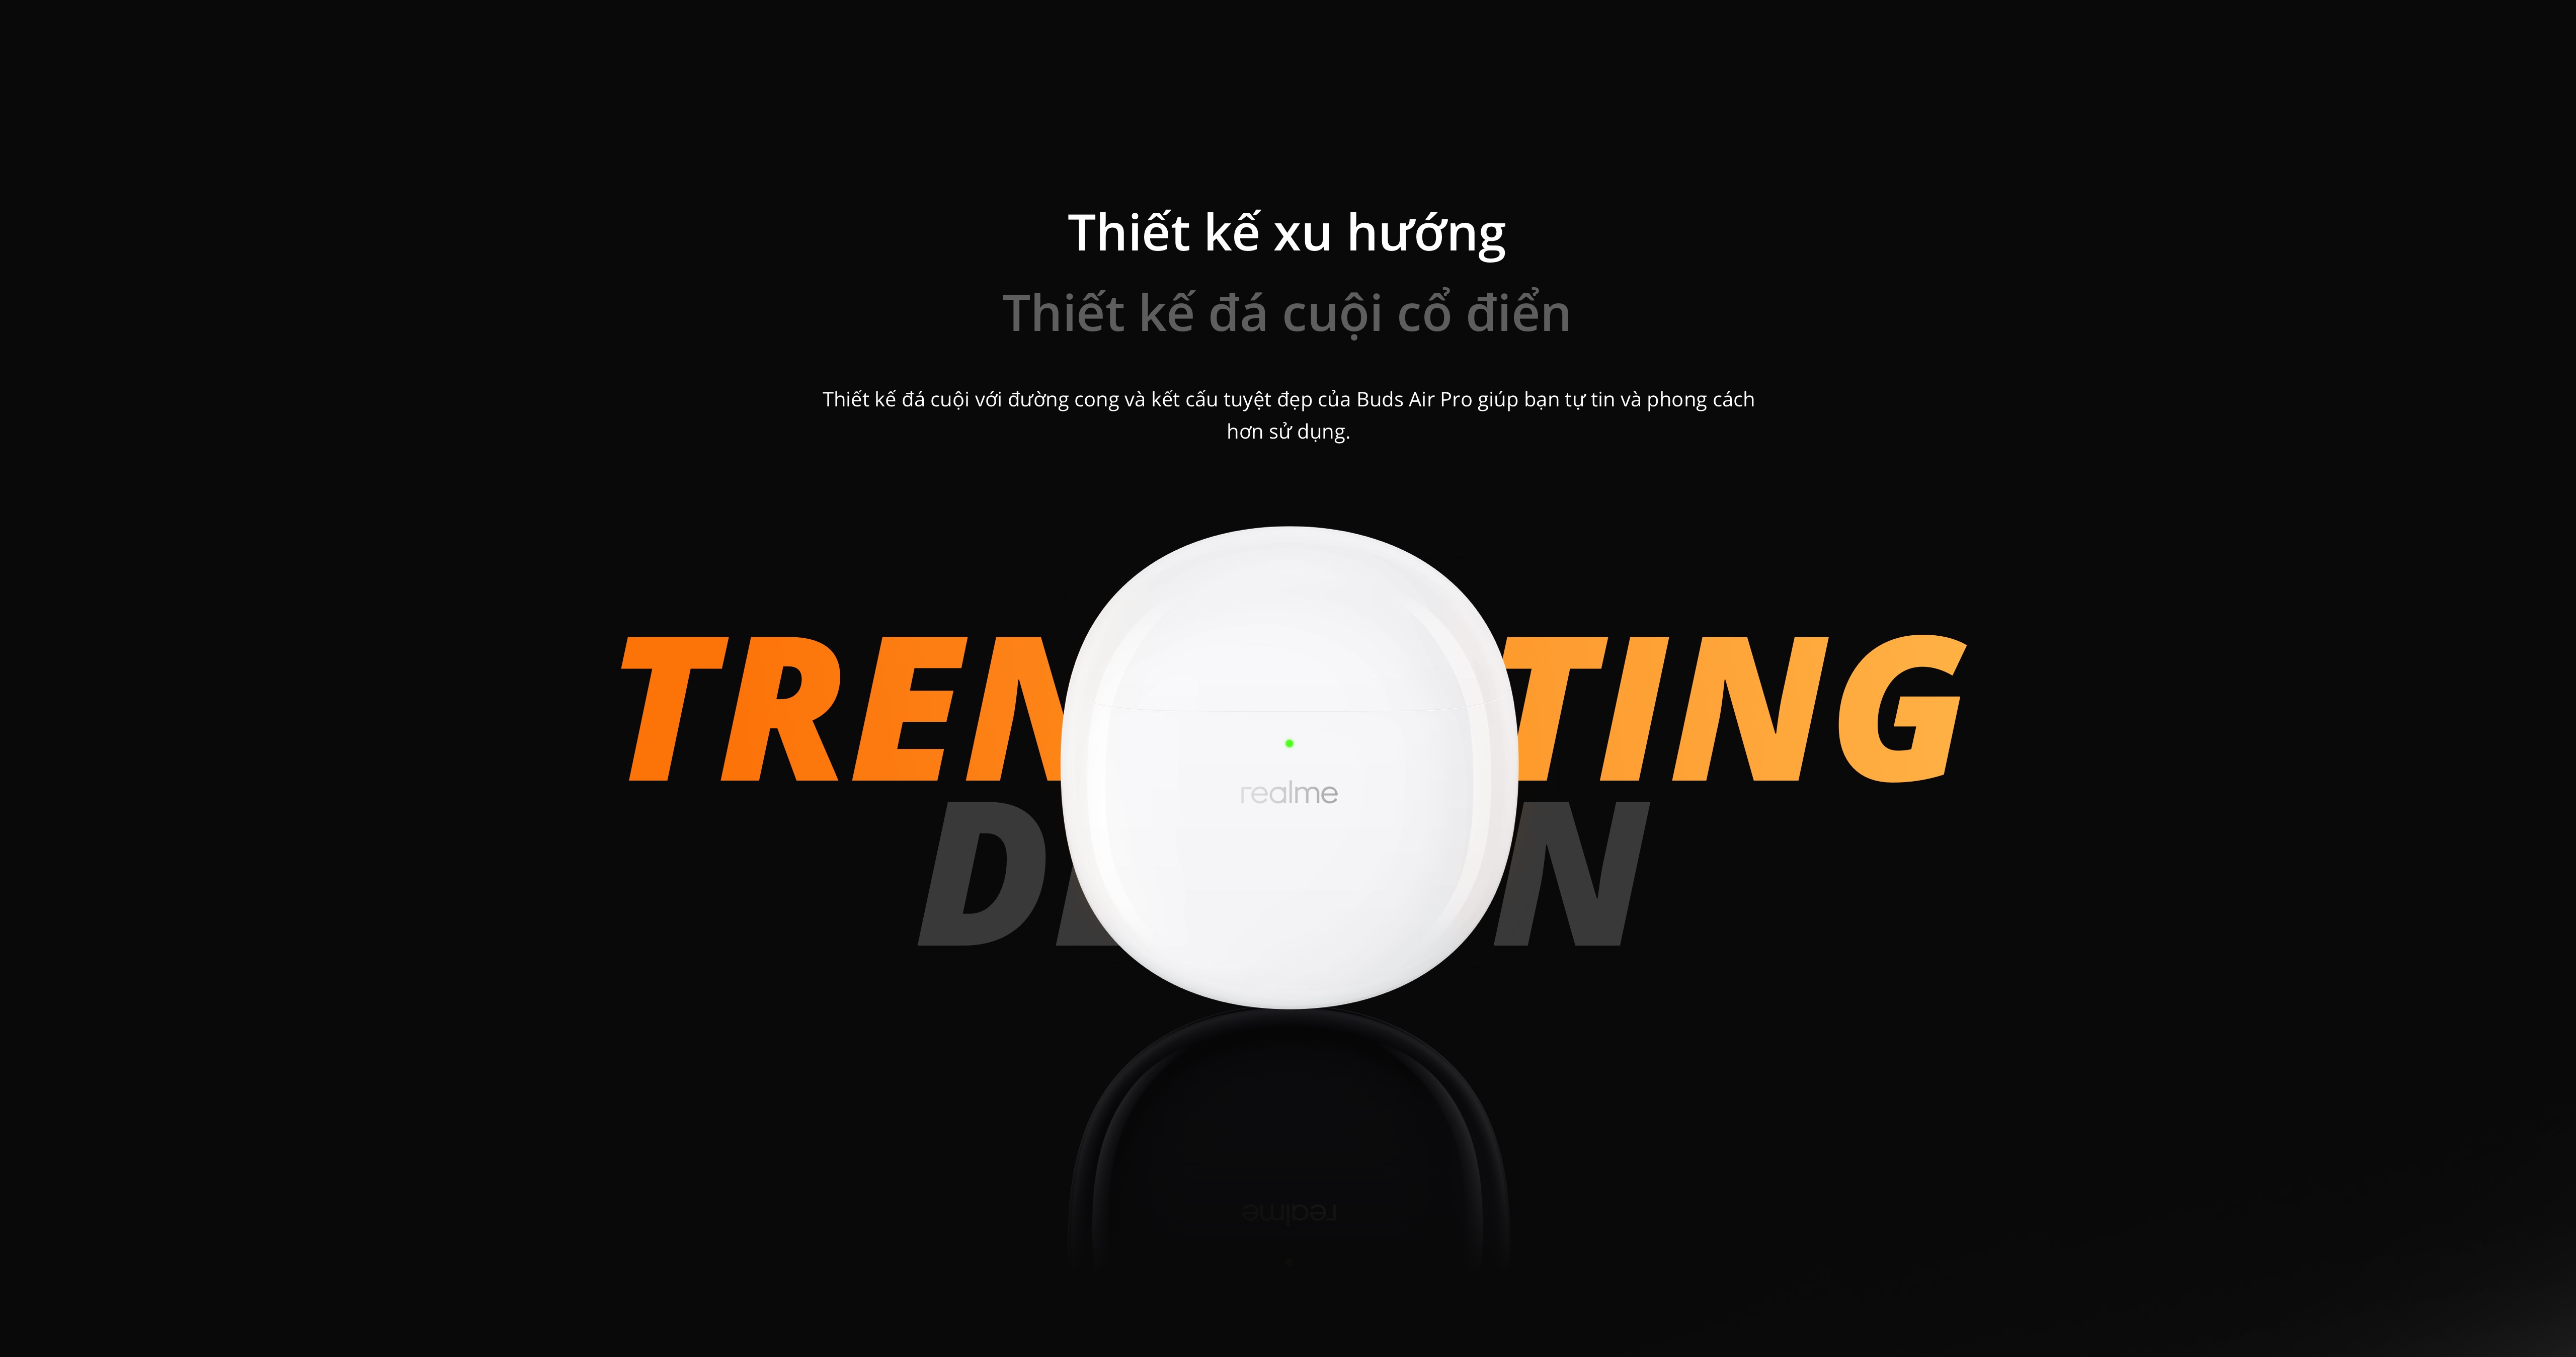 Thiết kế xu hướng
Thiết kế đá cuội cổ điển
Thiết kế đá cuội với đường cong và kết cấu tuyệt đẹp của Buds Air Pro giúp bạn tự tin và phong cách
hơn sử dụng.
TREN TING
realme
D N
realme